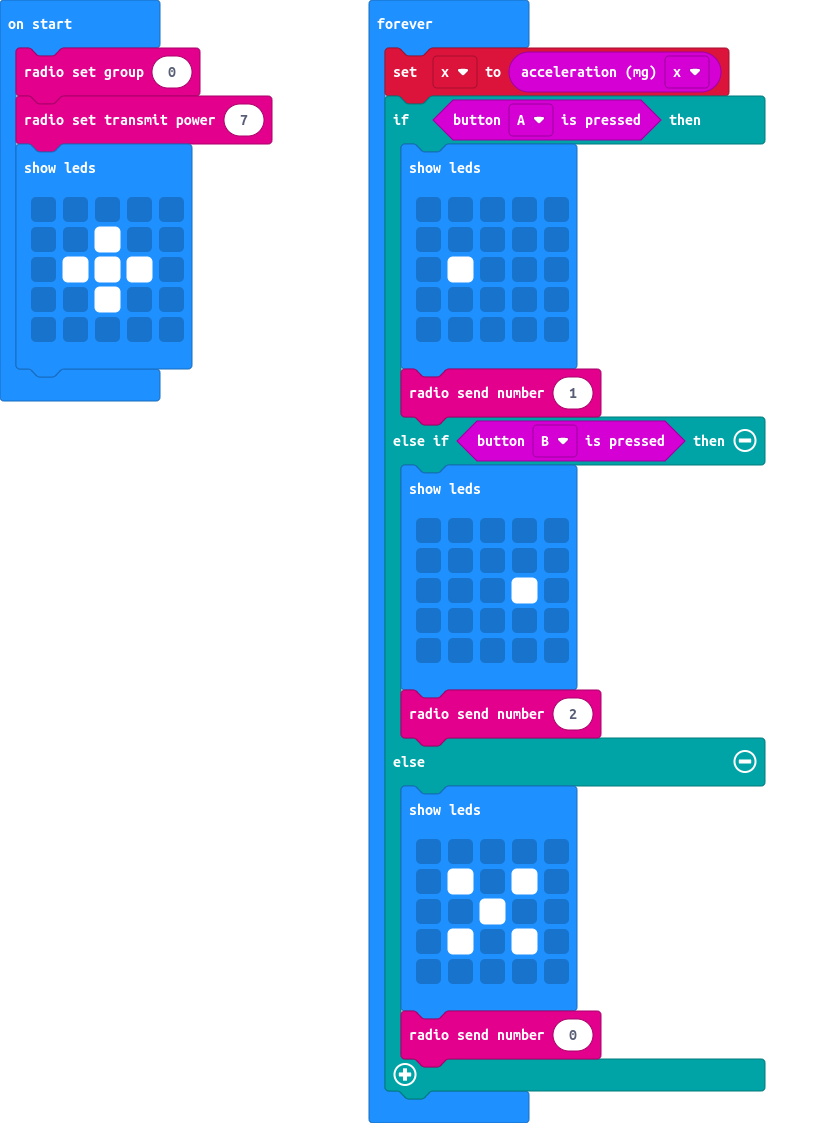 on start
radio set group 0
radio set transmit power 7
show leds
forever
set x to acceleration (mg) x
if button A is pressed then
show leds
radio send number 1
else if button B is pressed then
show leds
radio send number 2
else
show leds
radio send number 0